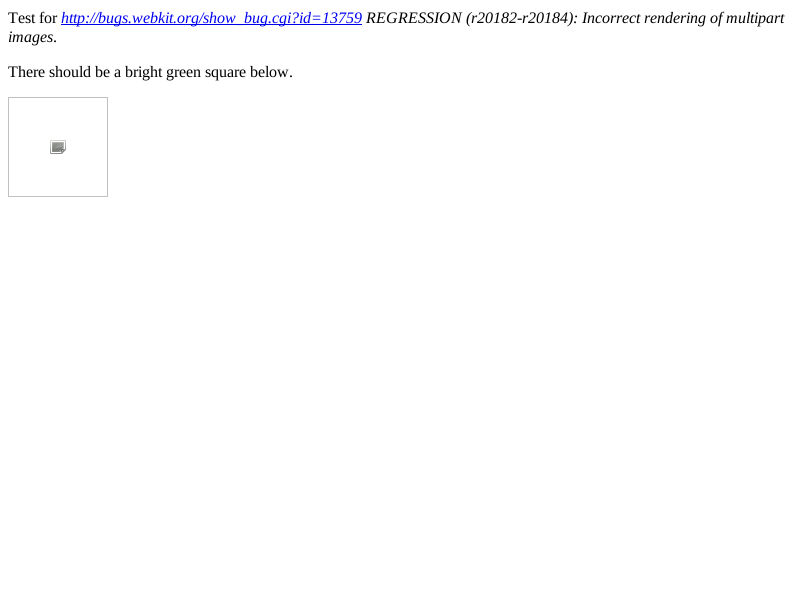 Test for http://bugs.webkit.org/show_bug.cgi?id=13759 REGRESSION (r20182-r20184): Incorrect rendering of multipart
images.
There should be a bright green square below.